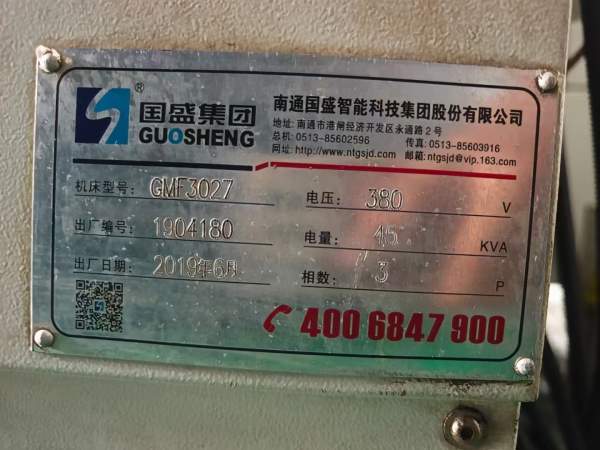 ®
国盛集团
GUOSHENG
南通国盛智能科技集团股份有限公司
地址: 南通市港闸经济开发区永通路2号
总机: 0513-85602596 传真: 0513-85603916
网址: http://www.ntgsjd.com 邮箱: ntgsjd@vip.163.com
机床型号: GMF3027 电压: 380 V
出厂编号: 1904180 电量: 45 KVA
出厂日期: 2019年6月 相数: 3 P
400 6847 900